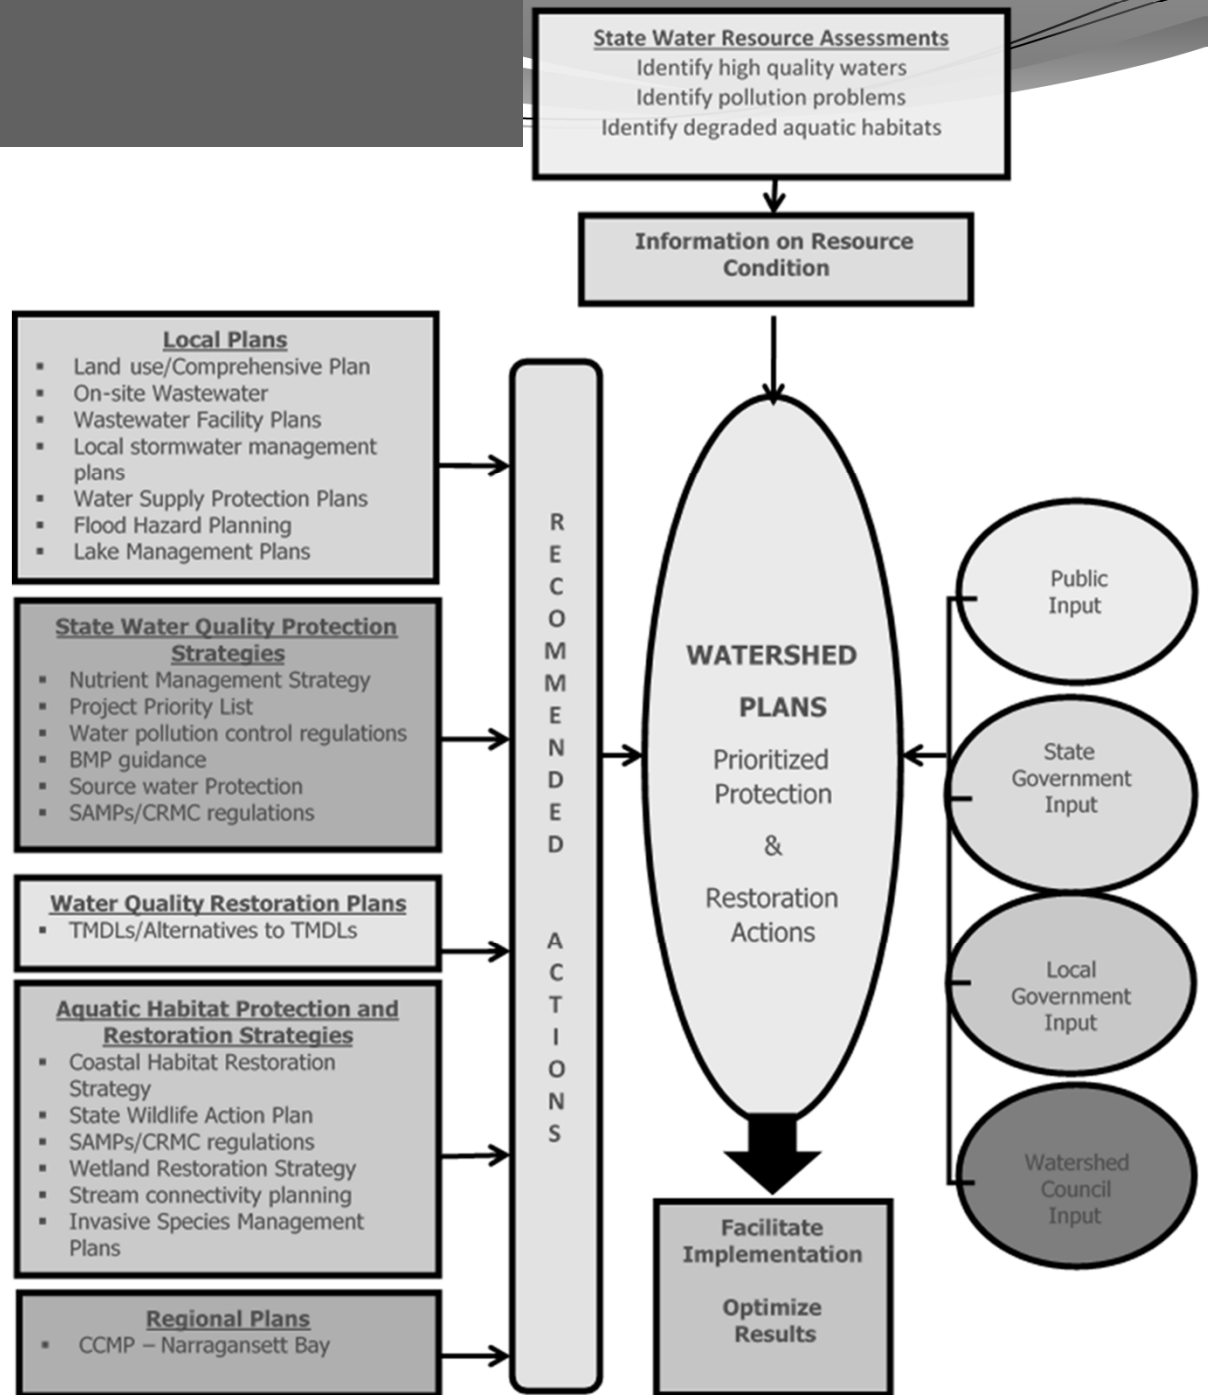 State Water Resource Assessments
Identify high quality waters
Identify pollution problems
Identify degraded aquatic habitats
Information on Resource
Condition
Local Plans
▪ Land use/Comprehensive Plan
▪ On-site Wastewater
▪ Wastewater Facility Plans
▪ Local stormwater management
plans
▪ Water Supply Protection Plans
▪ Flood Hazard Planning
▪ Lake Management Plans
State Water Quality Protection
Strategies
▪ Nutrient Management Strategy
▪ Project Priority List
▪ Water pollution control regulations
▪ BMP guidance
▪ Source water Protection
▪ SAMPs/CRMC regulations
Water Quality Restoration Plans
▪ TMDLs/Alternatives to TMDLs
Aquatic Habitat Protection and
Restoration Strategies
▪ Coastal Habitat Restoration
Strategy
▪ State Wildlife Action Plan
▪ SAMPs/CRMC regulations
▪ Wetland Restoration Strategy
▪ Stream connectivity planning
▪ Invasive Species Management
Plans
Regional Plans
▪ CCMP – Narragansett Bay
RECOMMENDED
ACTIONS
WATERSHED
PLANS
Prioritized
Protection
&
Restoration
Actions
Public
Input
State
Government
Input
Local
Government
Input
Watershed
Council
Input
Facilitate
Implementation
Optimize
Results